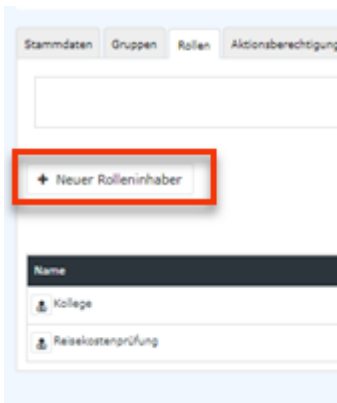 Stammdaten Gruppen Rollen Aktionsberechtigung
+ Neuer Rolleninhaber
Name
Kollege
Reisekostenprüfung